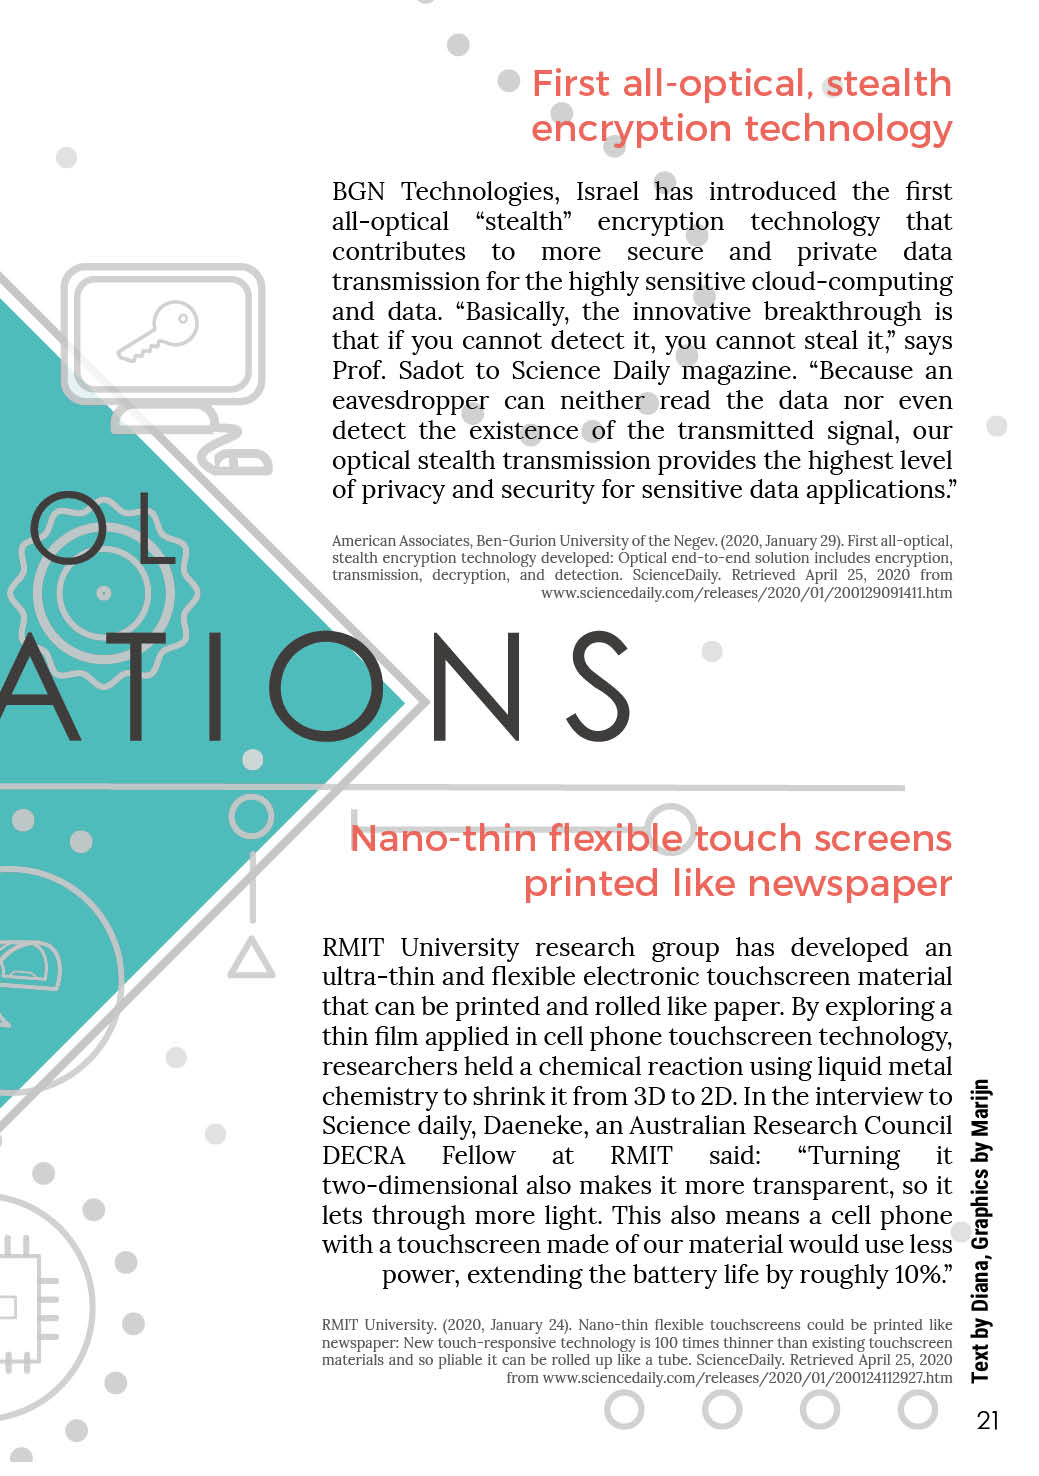 First all-optical, stealth
encryption technology
BGN Technologies, Israel has introduced the first
all-optical “stealth” encryption technology that
contributes to more secure and private data
transmission for the highly sensitive cloud-computing
and data. “Basically, the innovative breakthrough is
that if you cannot detect it, you cannot steal it,” says
Prof. Sadot to Science Daily magazine. “Because an
eavesdropper can neither read the data nor even
detect the existence of the transmitted signal, our
optical stealth transmission provides the highest level
of privacy and security for sensitive data applications.”
American Associates, Ben-Gurion University of the Negev. (2020, January 29). First all-optical,
stealth encryption technology developed: Optical end-to-end solution includes encryption,
transmission, decryption, and detection. ScienceDaily. Retrieved April 25, 2020 from
www.sciencedaily.com/releases/2020/01/200129091411.htm
OL
ATIONS
Nano-thin flexible touch screens
printed like newspaper
RMIT University research group has developed an
ultra-thin and flexible electronic touchscreen material
that can be printed and rolled like paper. By exploring a
thin film applied in cell phone touchscreen technology,
researchers held a chemical reaction using liquid metal
chemistry to shrink it from 3D to 2D. In the interview to
Science daily, Daeneke, an Australian Research Council
DECRA Fellow at RMIT said: “Turning it
two-dimensional also makes it more transparent, so it
lets through more light. This also means a cell phone
with a touchscreen made of our material would use less
power, extending the battery life by roughly 10%.”
RMIT University. (2020, January 24). Nano-thin flexible touchscreens could be printed like
newspaper: New touch-responsive technology is 100 times thinner than existing touchscreen
materials and so pliable it can be rolled up like a tube. ScienceDaily. Retrieved April 25, 2020
from www.sciencedaily.com/releases/2020/01/200124112927.htm
Text by Diana, Graphics by Marijn
21